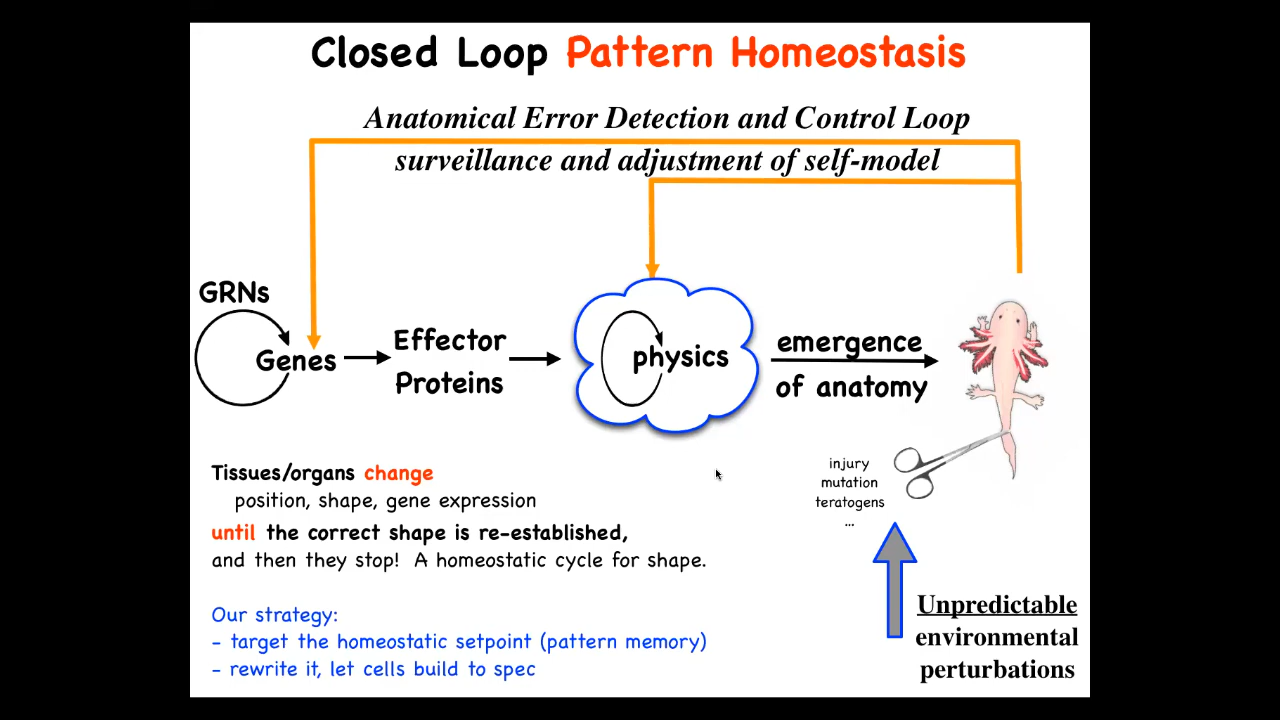 Closed Loop Pattern Homeostasis
Anatomical Error Detection and Control Loop
surveillance and adjustment of self-model
GRNs
Genes
Effector
Proteins
physics
emergence
of anatomy
injury
mutation
teratogens
...
Tissues/organs change
position, shape, gene expression
until the correct shape is re-established,
and then they stop! A homeostatic cycle for shape.
Our strategy:
- target the homeostatic setpoint (pattern memory)
- rewrite it, let cells build to spec
Unpredictable
environmental
perturbations